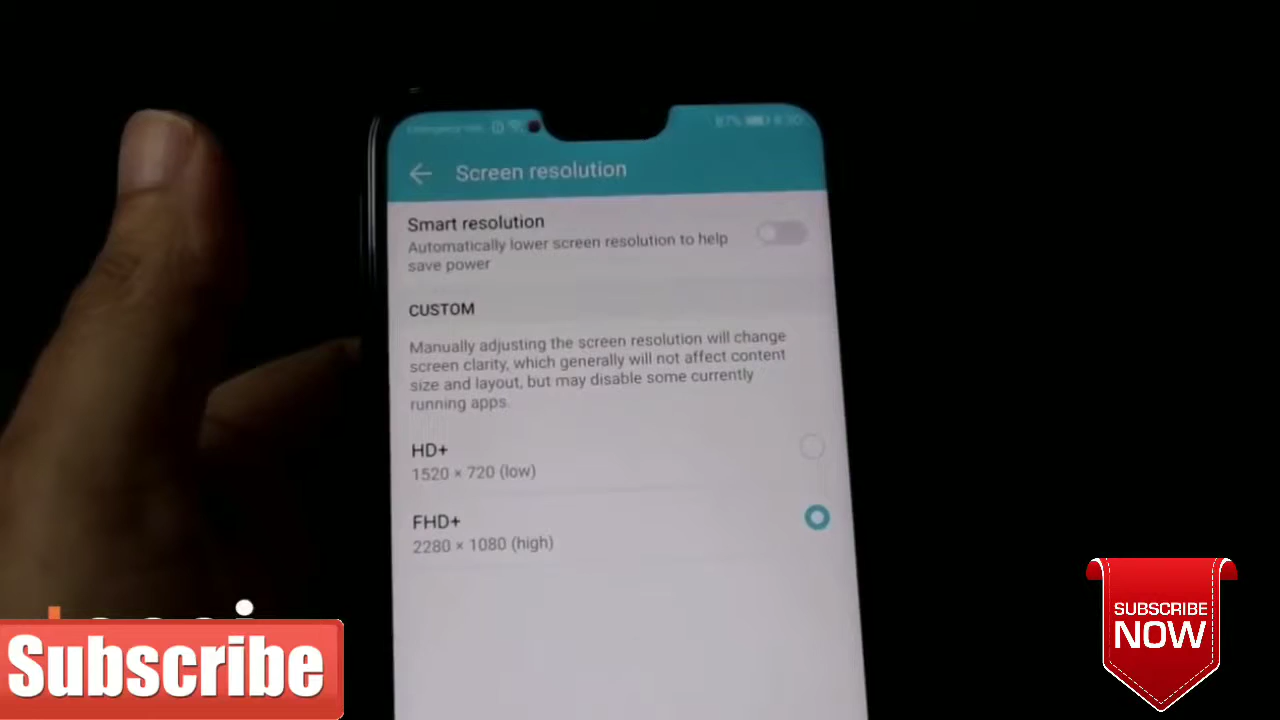 87%
Screen resolution
Smart resolution
Automatically lower screen resolution to help
save power
CUSTOM
Manually adjusting the screen resolution will change
screen clarity, which generally will not affect content
size and layout, but may disable some currently
running apps.
HD+
1520 × 720 (low)
FHD+
2280 × 1080 (high)
Subscribe
SUBSCRIBE
NOW